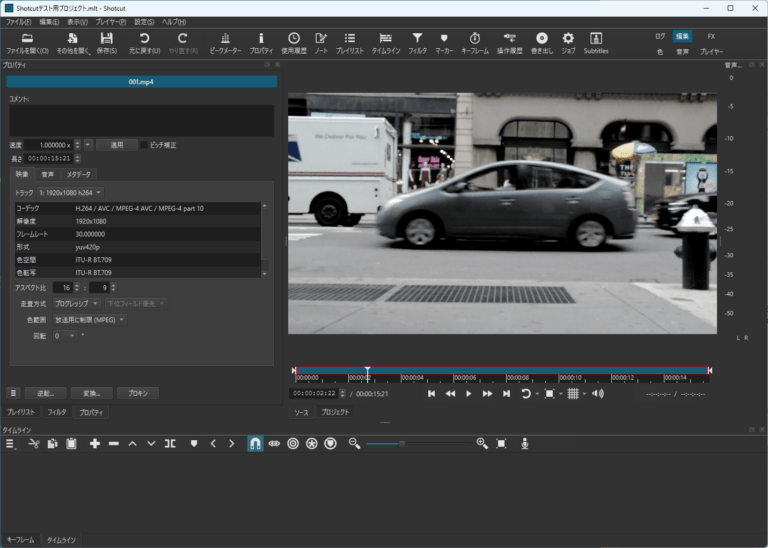 Shotcutテスト用プロジェクト.mlt - Shotcut
ファイル(F) 編集(E) 表示(V) プレイヤー(P) 設定(S) ヘルプ(H)
ファイルを開く(O) その他を開く 保存(S) 元に戻す(U) やり直す(R) ピークメーター プロパティ 使用履歴 ノート プレイリスト タイムライン フィルタ マーカー キーフレーム 操作履歴 書き出し ジョブ Subtitles
ログ 編集 FX
色 音声 プレイヤー
プロパティ
音声...
001.mp4
コメント:
速度 1.000000 x 適用 ピッチ補正
長さ 00:00:15:21
映像 音声 メタデータ
トラック 1: 1920x1080 h264
コーデック H.264 / AVC / MPEG-4 AVC / MPEG-4 part 10
解像度 1920x1080
フレームレート 30.000000
形式 yuv420p
色空間 ITU-R BT.709
色転写 ITU-R BT.709
アスペクト比 16 : 9
走査方式 プログレッシブ 下位フィールド優先
色範囲 放送用に制限 (MPEG)
回転 0 °
逆転... 変換... プロキシ
プレイリスト フィルタ プロパティ
We Deliver For You.
0
-5
-10
-15
-20
-25
-30
-35
-40
-45
-50
L R
00:00:00 00:00:02 00:00:04 00:00:06 00:00:08 00:00:10 00:00:12 00:00:14
00:00:02:22 / 00:00:15:21
--:--:--:-- / --:--:--:--
ソース プロジェクト
タイムライン
キーフレーム タイムライン